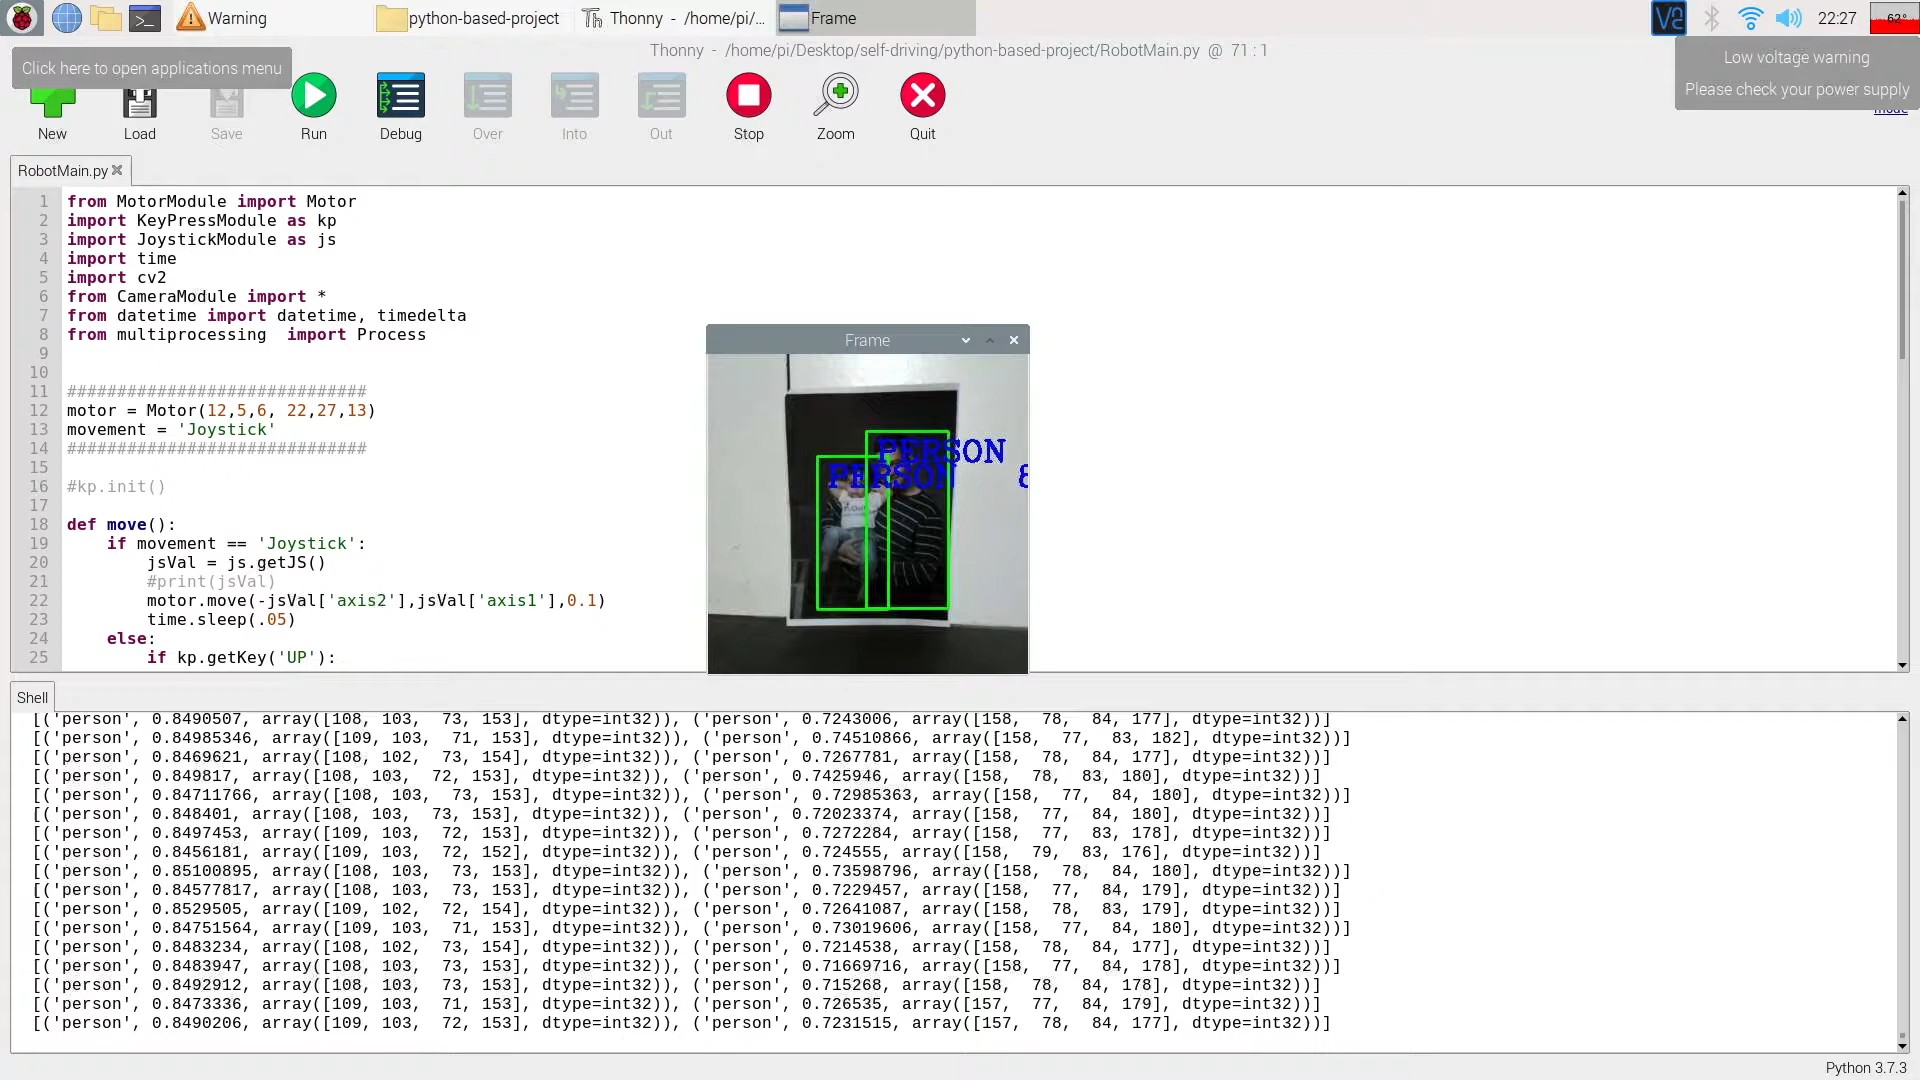 Warning
python-based-project
Thonny - /home/pi/...
Frame
22:27
62°
Thonny - /home/pi/Desktop/self-driving/python-based-project/RobotMain.py @ 71 : 1
Click here to open applications menu
Low voltage warning
Please check your power supply
mode
New
Load
Save
Run
Debug
Over
Into
Out
Stop
Zoom
Quit
RobotMain.py
1 from MotorModule import Motor
2 import KeyPressModule as kp
3 import JoystickModule as js
4 import time
5 import cv2
6 from CameraModule import *
7 from datetime import datetime, timedelta
8 from multiprocessing  import Process
9
10
11 ##############################
12 motor = Motor(12,5,6, 22,27,13)
13 movement = 'Joystick'
14 ##############################
15
16 #kp.init()
17
18 def move():
19     if movement == 'Joystick':
20         jsVal = js.getJS()
21         #print(jsVal)
22         motor.move(-jsVal['axis2'],jsVal['axis1'],0.1)
23         time.sleep(.05)
24     else:
25         if kp.getKey('UP'):
Frame
PERSON
PERSON
Shell
[('person', 0.8490507, array([108, 103,  73, 153], dtype=int32)), ('person', 0.7243006, array([158,  78,  84, 177], dtype=int32))]
[('person', 0.84985346, array([109, 103,  71, 153], dtype=int32)), ('person', 0.74510866, array([158,  77,  83, 182], dtype=int32))]
[('person', 0.8469621, array([108, 102,  73, 154], dtype=int32)), ('person', 0.7267781, array([158,  78,  84, 177], dtype=int32))]
[('person', 0.849817, array([108, 103,  72, 153], dtype=int32)), ('person', 0.7425946, array([158,  78,  83, 180], dtype=int32))]
[('person', 0.84711766, array([108, 103,  73, 153], dtype=int32)), ('person', 0.72985363, array([158,  77,  84, 180], dtype=int32))]
[('person', 0.848401, array([108, 103,  73, 153], dtype=int32)), ('person', 0.72023374, array([158,  77,  84, 180], dtype=int32))]
[('person', 0.8497453, array([109, 103,  72, 153], dtype=int32)), ('person', 0.7272284, array([158,  77,  83, 178], dtype=int32))]
[('person', 0.8456181, array([109, 103,  72, 152], dtype=int32)), ('person', 0.724555, array([158,  79,  83, 176], dtype=int32))]
[('person', 0.85100895, array([108, 103,  73, 153], dtype=int32)), ('person', 0.73598796, array([158,  78,  84, 180], dtype=int32))]
[('person', 0.84577817, array([108, 103,  73, 153], dtype=int32)), ('person', 0.7229457, array([158,  77,  84, 179], dtype=int32))]
[('person', 0.8529505, array([109, 102,  72, 154], dtype=int32)), ('person', 0.72641087, array([158,  78,  83, 179], dtype=int32))]
[('person', 0.84751564, array([109, 103,  71, 153], dtype=int32)), ('person', 0.73019606, array([158,  77,  84, 180], dtype=int32))]
[('person', 0.8483234, array([108, 102,  73, 154], dtype=int32)), ('person', 0.7214538, array([158,  78,  84, 177], dtype=int32))]
[('person', 0.8483947, array([108, 103,  73, 153], dtype=int32)), ('person', 0.71669716, array([158,  77,  84, 178], dtype=int32))]
[('person', 0.8492912, array([108, 103,  73, 153], dtype=int32)), ('person', 0.715268, array([158,  78,  84, 178], dtype=int32))]
[('person', 0.8473336, array([109, 103,  71, 153], dtype=int32)), ('person', 0.726535, array([157,  77,  84, 179], dtype=int32))]
[('person', 0.8490206, array([109, 103,  72, 153], dtype=int32)), ('person', 0.7231515, array([157,  78,  84, 177], dtype=int32))]
Python 3.7.3